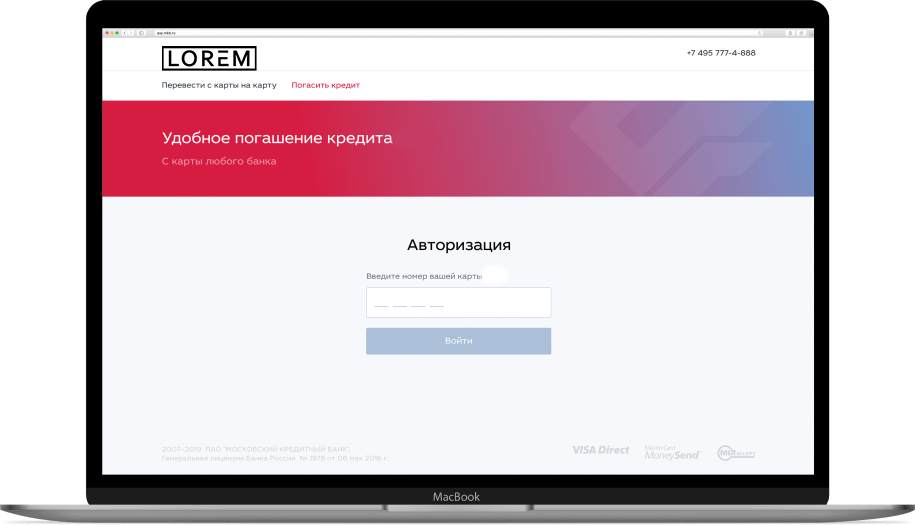 pay.mkb.ru
LOREM
+7 495 777-4-888
Перевести с карты на карту Погасить кредит
Удобное погашение кредита
С карты любого банка
Авторизация
Введите номер вашей карты
Войти
2007–2019 ПАО "МОСКОВСКИЙ КРЕДИТНЫЙ БАНК",
Генеральная лицензия Банка России № 1978 от 06 мая 2016 г.
VISA Direct
MasterCard
MoneySend
МИР ACCEPT
MacBook